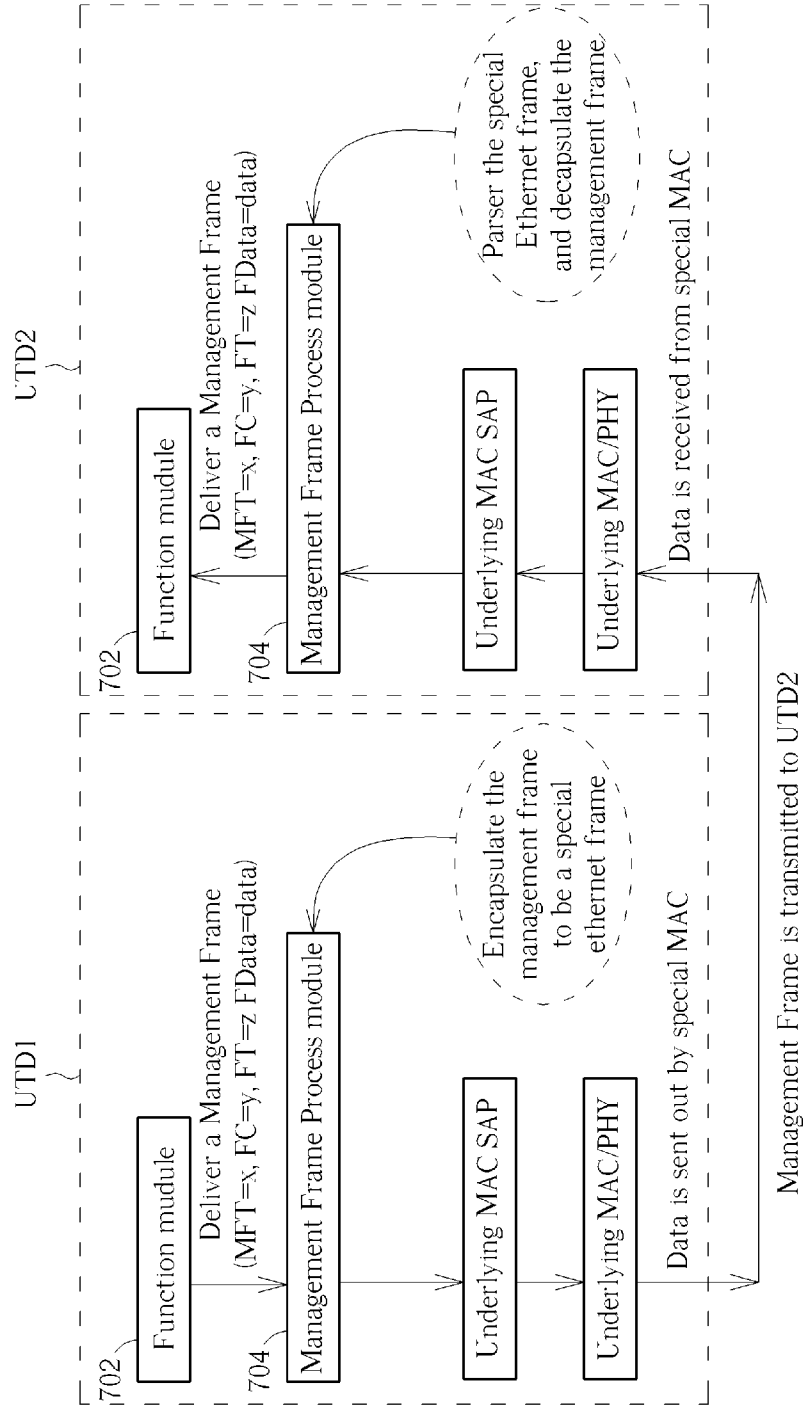 UTD1
702
Function mudule
Deliver a Management Frame
(MFT=x, FC=y, FT=z FData=data)
704
Management Frame Process module
Encapsulate the
management frame
to be a special
ethernet frame
Underlying MAC SAP
Underlying MAC/PHY
Data is sent out by special MAC
UTD2
702
Function mudule
Deliver a Management Frame
(MFT=x, FC=y, FT=z FData=data)
704
Management Frame Process module
Parser the special
Ethernet frame,
and decapsulate the
management frame
Underlying MAC SAP
Underlying MAC/PHY
Data is received from special MAC
Management Frame is transmitted to UTD2